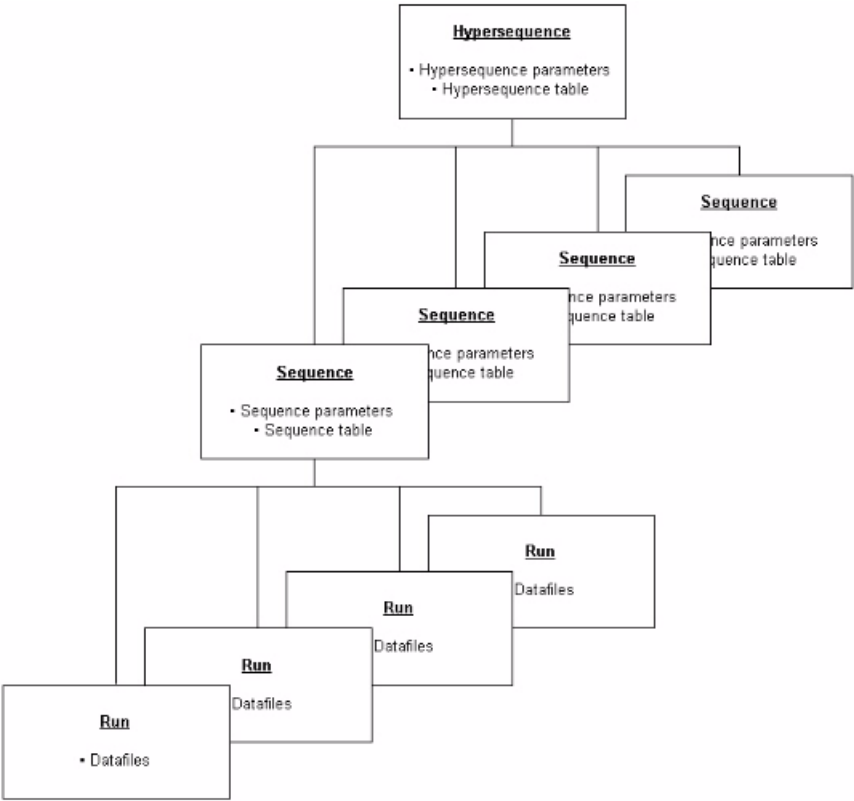 Hypersequence
• Hypersequence parameters
• Hypersequence table
Sequence
nce parameters
quence table
Sequence
nce parameters
quence table
Sequence
nce parameters
quence table
Sequence
• Sequence parameters
• Sequence table
Run
Datafiles
Run
Datafiles
Run
Datafiles
Run
• Datafiles